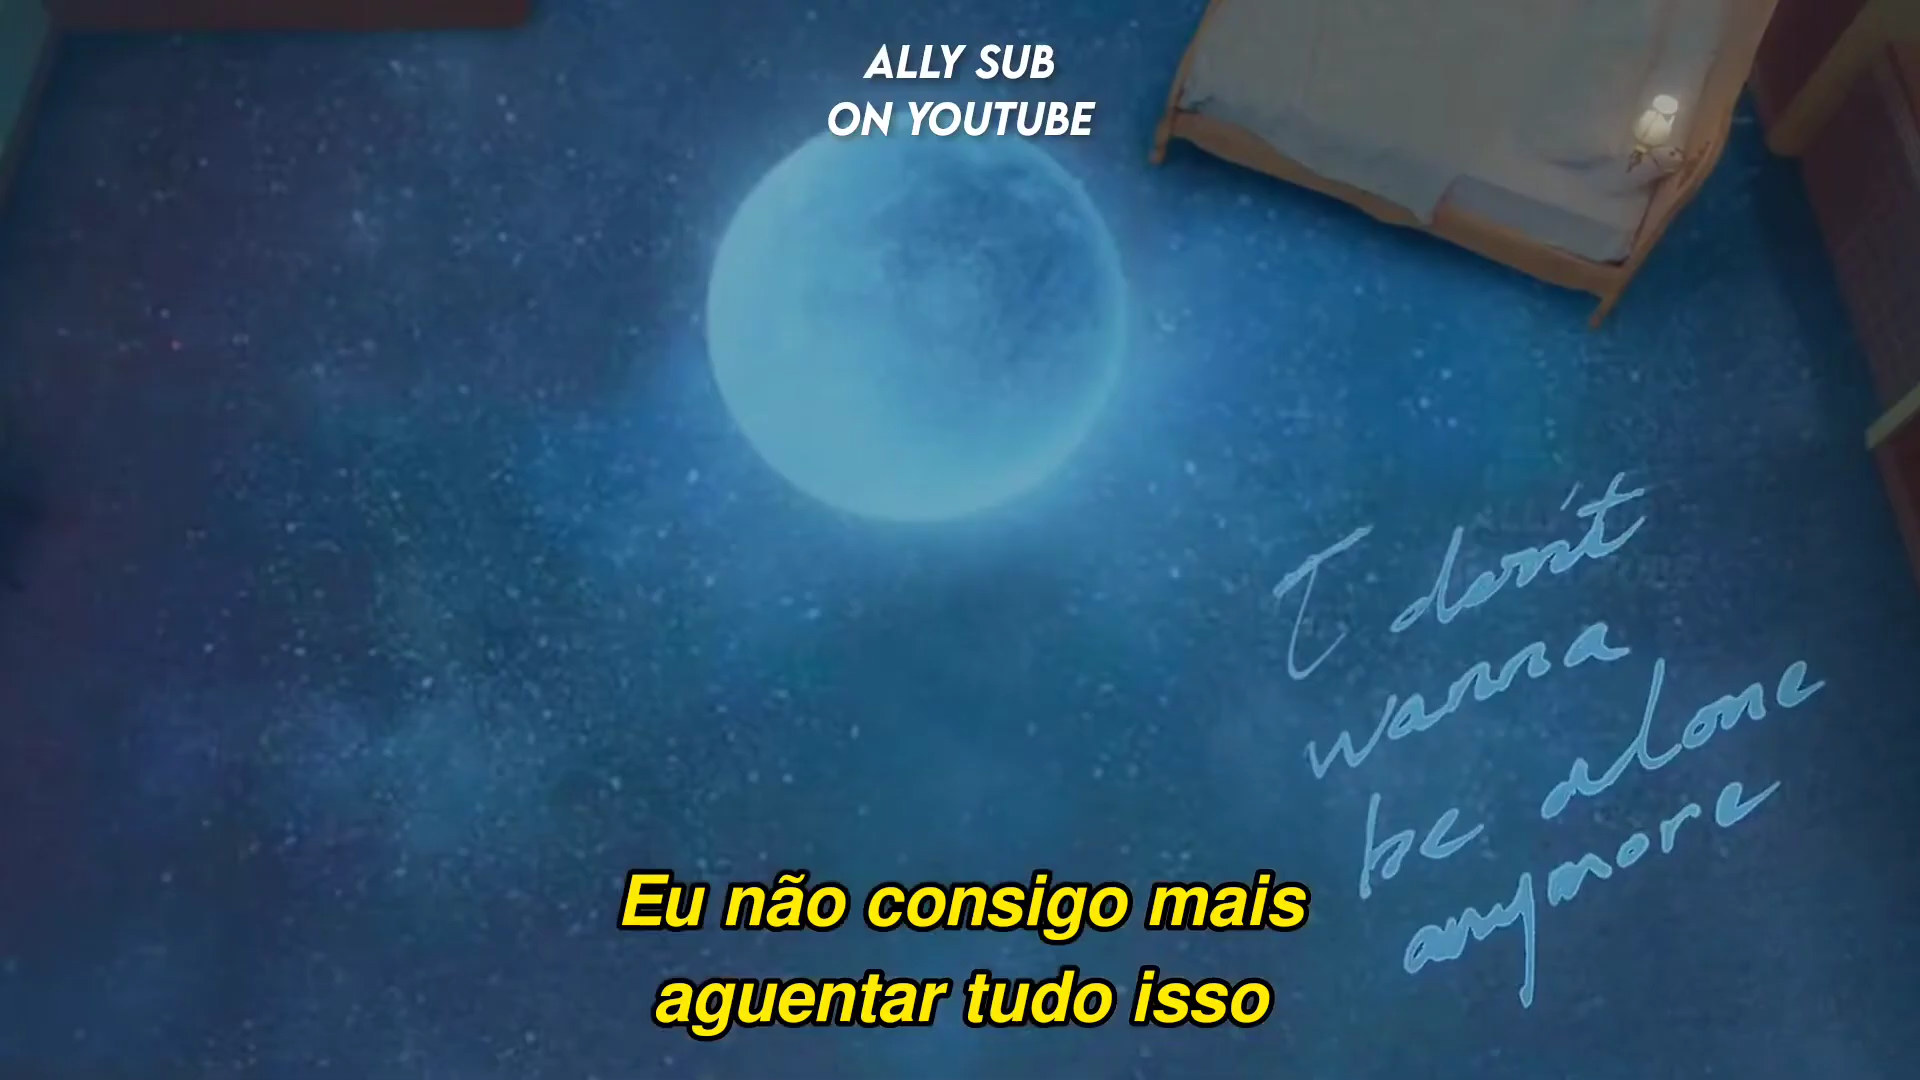 ALLY SUB
ON YOUTUBE
I don't
wanna
be alone
anymore
Eu não consigo mais
aguentar tudo isso